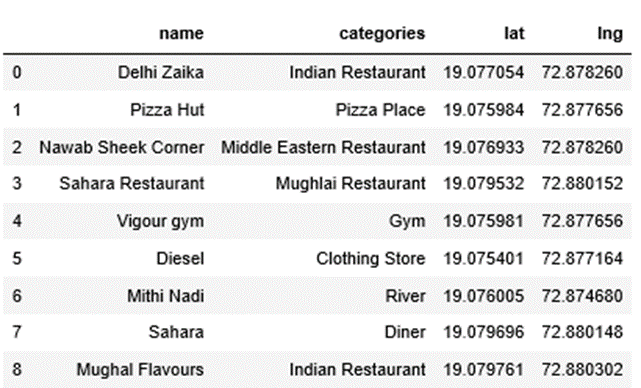 name categories lat lng
0 Delhi Zaika Indian Restaurant 19.077054 72.878260
1 Pizza Hut Pizza Place 19.075984 72.877656
2 Nawab Sheek Corner Middle Eastern Restaurant 19.076933 72.878260
3 Sahara Restaurant Mughlai Restaurant 19.079532 72.880152
4 Vigour gym Gym 19.075981 72.877656
5 Diesel Clothing Store 19.075401 72.877164
6 Mithi Nadi River 19.076005 72.874680
7 Sahara Diner 19.079696 72.880148
8 Mughal Flavours Indian Restaurant 19.079761 72.880302